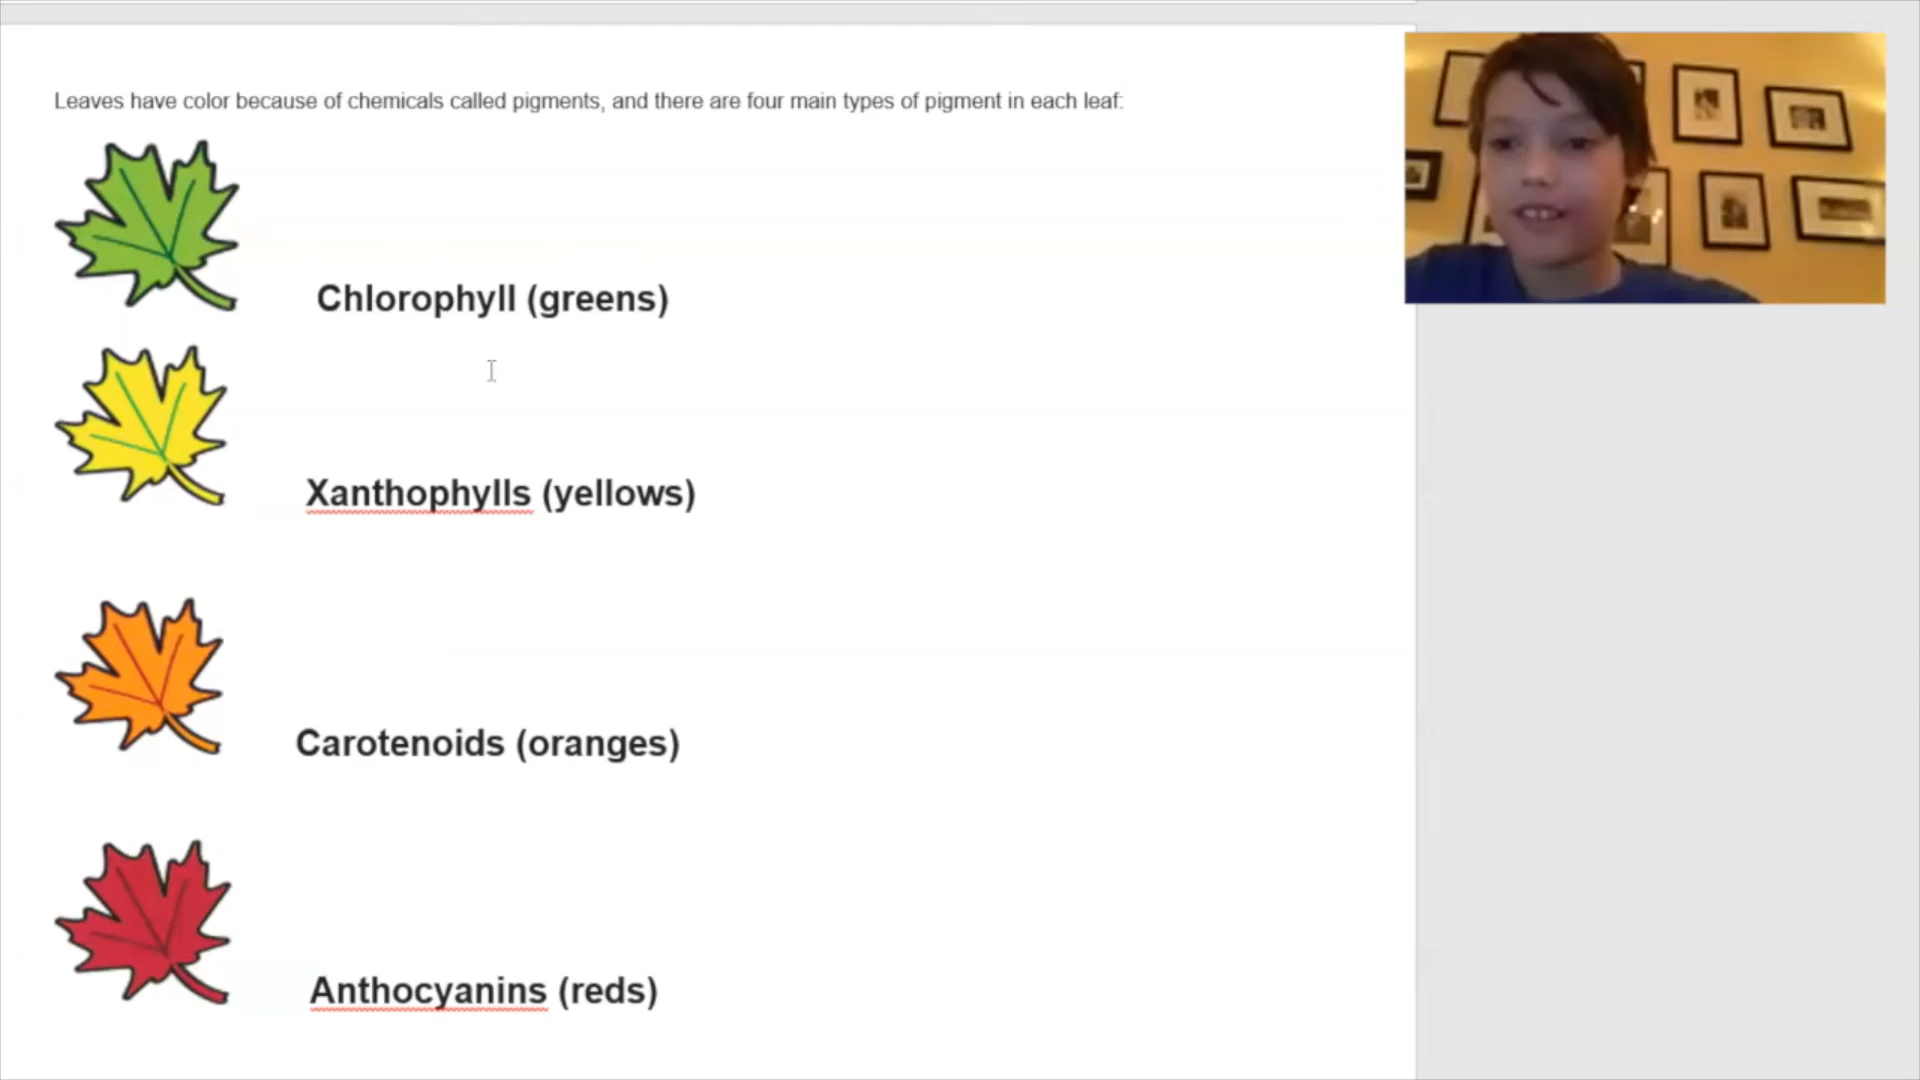 Leaves have color because of chemicals called pigments, and there are four main types of pigment in each leaf:
Chlorophyll (greens)
Xanthophylls (yellows)
Carotenoids (oranges)
Anthocyanins (reds)